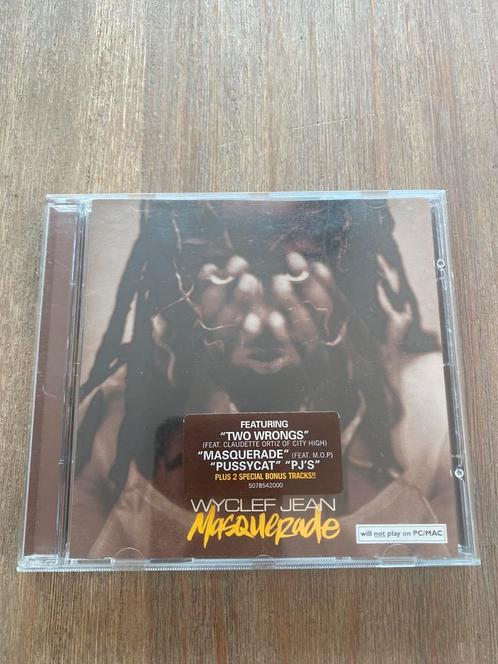 FEATURING
"TWO WRONGS"
(FEAT. CLAUDETTE ORTIZ OF CITY HIGH)
"MASQUERADE" (FEAT. M.O.P)
"PUSSYCAT" "PJ'S"
PLUS 2 SPECIAL BONUS TRACKS!!
5078542000
WYCLEF JEAN
Masquerade
will not play on PC/MAC